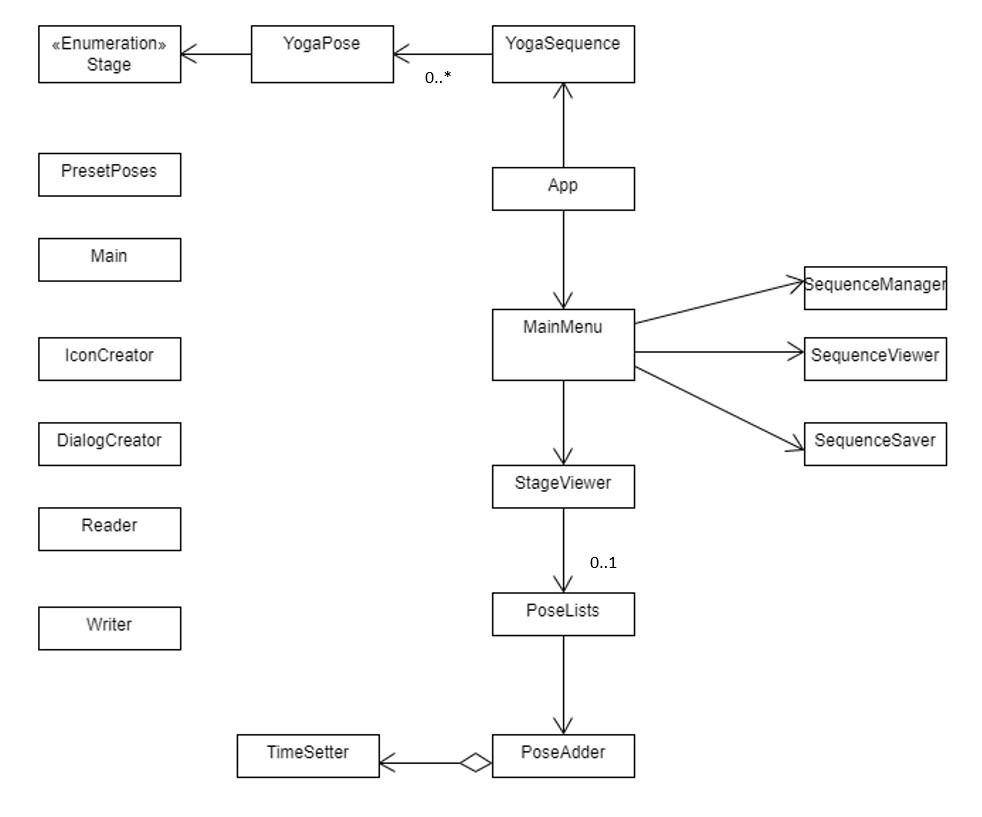 «Enumeration»
Stage
YogaPose
0..*
YogaSequence
PresetPoses
App
Main
SequenceManager
MainMenu
IconCreator
SequenceViewer
DialogCreator
SequenceSaver
StageViewer
Reader
0..1
PoseLists
Writer
TimeSetter
PoseAdder